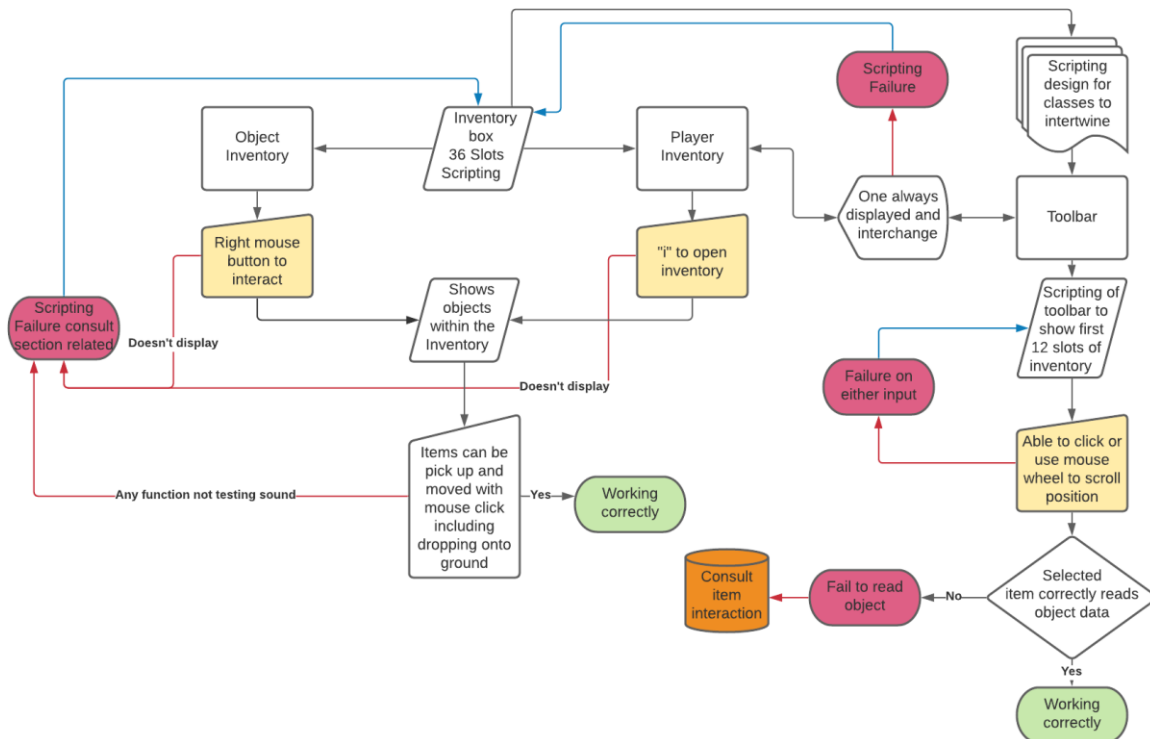 Scripting
Failure
Scripting
design for
classes to
intertwine
Object
Inventory
Inventory
box
36 Slots
Scripting
Player
Inventory
One always
displayed and
interchange
Toolbar
Right mouse
button to
interact
"i" to open
inventory
Shows
objects
within the
Inventory
Scripting of
toolbar to
show first
12 slots of
inventory
Scripting
Failure consult
section related
Doesn't display
Doesn't display
Failure on
either input
Able to click or
use mouse
wheel to scroll
position
Items can be
pick up and
moved with
mouse click
including
dropping onto
ground
Any function not testing sound
Yes
Working
correctly
Consult
item
interaction
Fail to read
object
No
Selected
item correctly reads
object data
Yes
Working
correctly